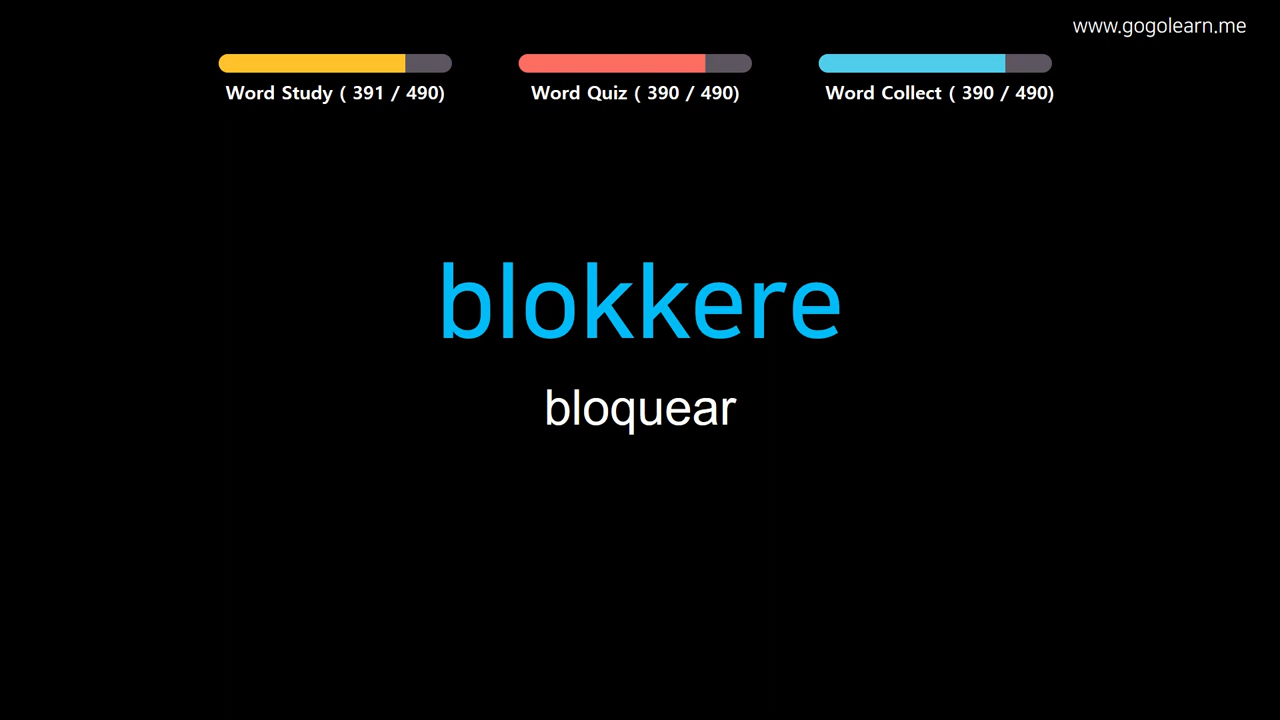 www.gogolearn.me
Word Study ( 391 / 490)
Word Quiz ( 390 / 490)
Word Collect ( 390 / 490)
blokkere
bloquear